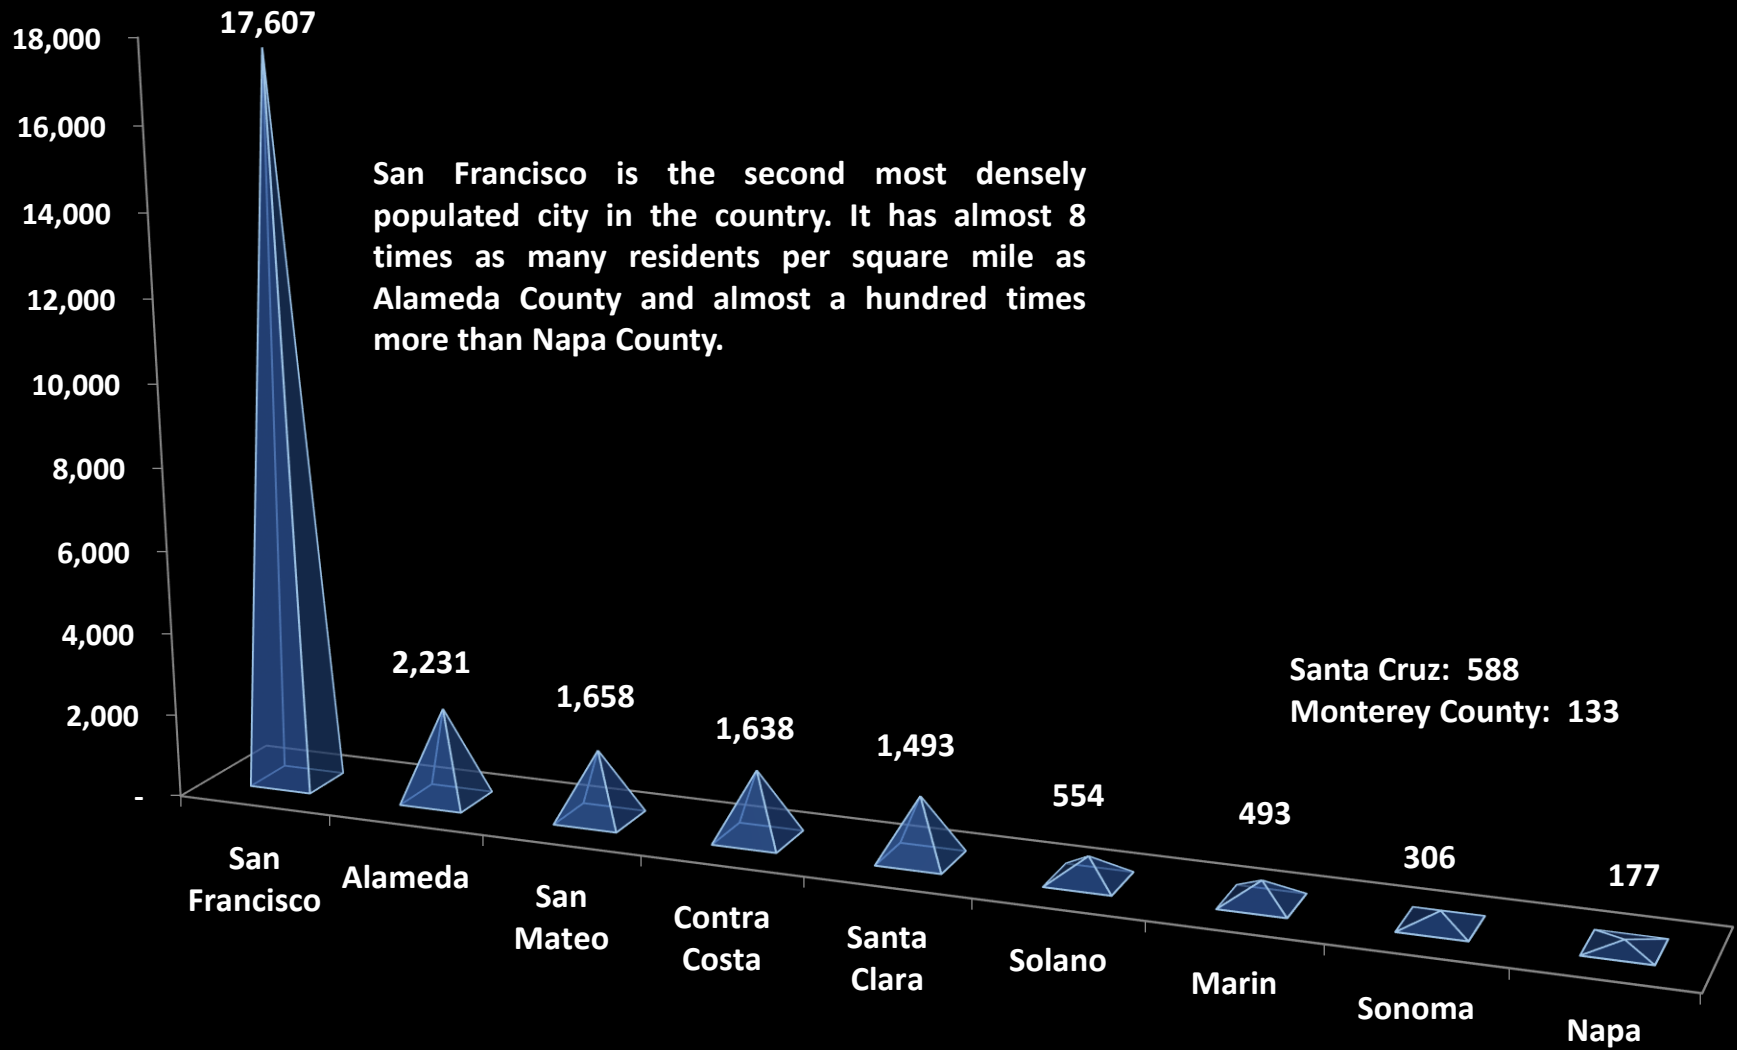 17,607
18,000
16,000
14,000
12,000
10,000
8,000
6,000
4,000
2,000
-
San Francisco is the second most densely
populated city in the country. It has almost 8
times as many residents per square mile as
Alameda County and almost a hundred times
more than Napa County.
2,231
1,658
1,638
1,493
554
493
306
177
Santa Cruz: 588
Monterey County: 133
San
Francisco
Alameda
San
Mateo
Contra
Costa
Santa
Clara
Solano
Marin
Sonoma
Napa